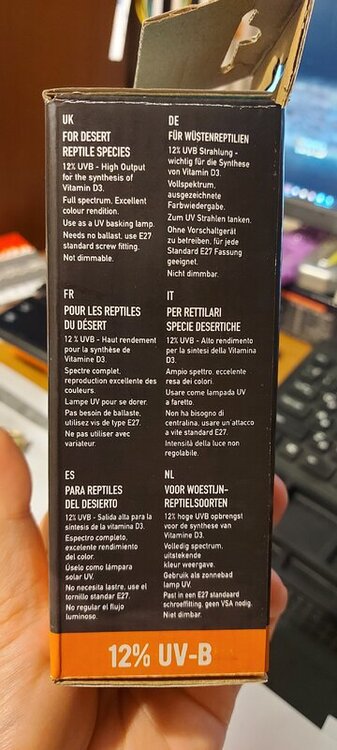 UK
FOR DESERT
REPTILE SPECIES
12% UVB - High Output
for the synthesis of
Vitamin D3.
Full spectrum. Excellent
colour rendition.
Use as a UV basking lamp.
Needs no ballast, use E27
standard screw fitting.
Not dimmable.
DE
FÜR WÜSTENREPTILIEN
12% UVB Strahlung -
wichtig für die Synthese
von Vitamin D3.
Vollspektrum,
ausgezeichnete
Farbwiedergabe.
Zum UV Strahlen tanken.
Ohne Vorschaltgerät
zu betreiben, für jede
Standard E27 Fassung
geeignet.
Nicht dimmbar.
FR
POUR LES REPTILES
DU DÉSERT
12 % UVB - Haut rendement
pour la synthèse de
Vitamine D3.
Spectre complet,
reproduction excellente des
couleurs.
Lampe UV pour se dorer.
Pas besoin de ballaste,
utilizes vis de type E27.
Ne pas utiliser avec
variateur.
IT
PER RETTILARI
SPECIE DESERTICHE
12% UVB - Alto rendimento
per la sintesi della Vitamina
D3.
Ampio spettro, eccellente
resa dei colori.
Usare come lampada UV
a faretto.
Non ha bisogno di
centralina, usare un'attacco
a vite standard E27.
Intensità della luce non
regolabile.
ES
PARA REPTILES
DEL DESIERTO
12% UVB - Salida alta para la
síntesis de la vitamina D3.
Espectro completo,
excelente rendimiento
del color.
Úselo como lámpara
solar UV.
No necesita lastre, use el
tornillo standar E27.
No regular el flujo
luminoso.
NL
VOOR WOESTIJN-
REPTIELSOORTEN
12% hoge UVB opbrengst
voor de synthese van
Vitamine D3.
Volledig spectrum,
uitstekende
kleur weergave.
Gebruik als zonnebad
lamp UV.
Past in een E27 standaard
schroeffitting, geen VSA nodig.
Niet dimbar.
12% UV-B